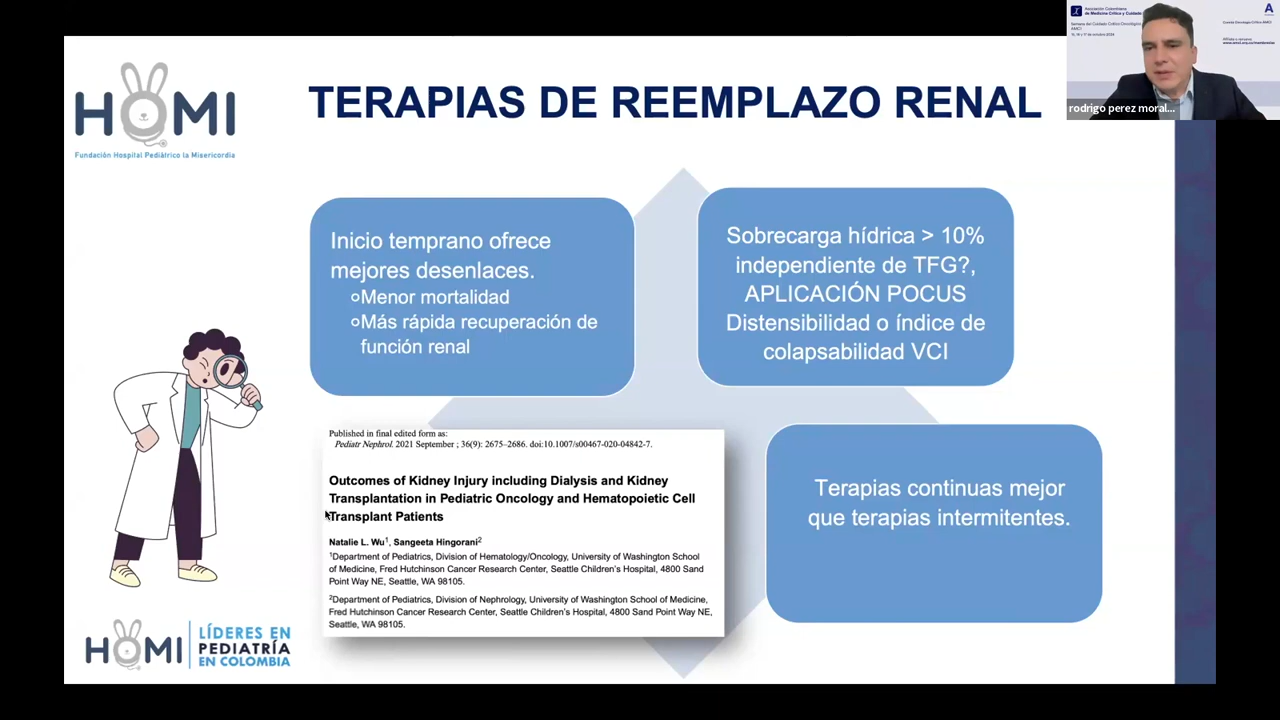 Asociación Colombiana
de Medicina Crítica y Cuidado
rodrigo perez moral...
HOMI
Fundación Hospital Pediátrico la Misericordia
TERAPIAS DE REEMPLAZO RENAL
Inicio temprano ofrece
mejores desenlaces.
Menor mortalidad
Más rápida recuperación de
función renal
Sobrecarga hídrica > 10%
independiente de TFG?,
APLICACIÓN POCUS
Distensibilidad o índice de
colapsabilidad VCI
Published in final edited form as:
Pediatr Nephrol. 2021 September ; 36(9): 2675–2686. doi:10.1007/s00467-020-04842-7.
Outcomes of Kidney Injury including Dialysis and Kidney
Transplantation in Pediatric Oncology and Hematopoietic Cell
Transplant Patients
Natalie L. Wu1, Sangeeta Hingorani2
1Department of Pediatrics, Division of Hematology/Oncology, University of Washington School
of Medicine, Fred Hutchinson Cancer Research Center, Seattle Children's Hospital, 4800 Sand
Point Way NE, Seattle, WA 98105.
2Department of Pediatrics, Division of Nephrology, University of Washington School of Medicine,
Fred Hutchinson Cancer Research Center, Seattle Children's Hospital, 4800 Sand Point Way NE,
Seattle, WA 98105.
Terapias continuas mejor
que terapias intermitentes.
HOMI
LÍDERES EN
PEDIATRÍA
EN COLOMBIA